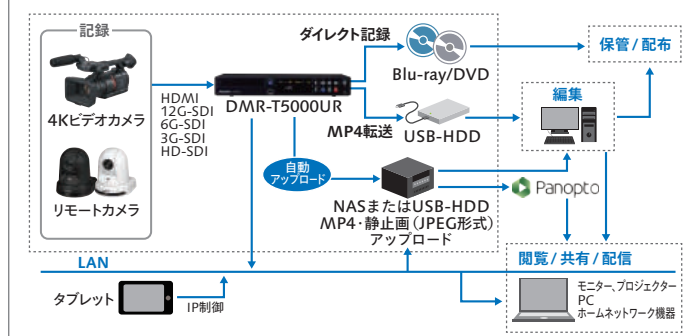 記録
4Kビデオカメラ
リモートカメラ
HDMI
12G-SDI
6G-SDI
3G-SDI
HD-SDI
DMR-T5000UR
ダイレクト記録
Blu-ray/DVD
MP4転送
USB-HDD
自動
アップロード
NASまたはUSB-HDD
MP4・静止画（JPEG形式）
アップロード
保管/配布
編集
Panopto
LAN
タブレット
IP制御
閲覧/共有/配信
モニター、プロジェクター
PC
ホームネットワーク機器